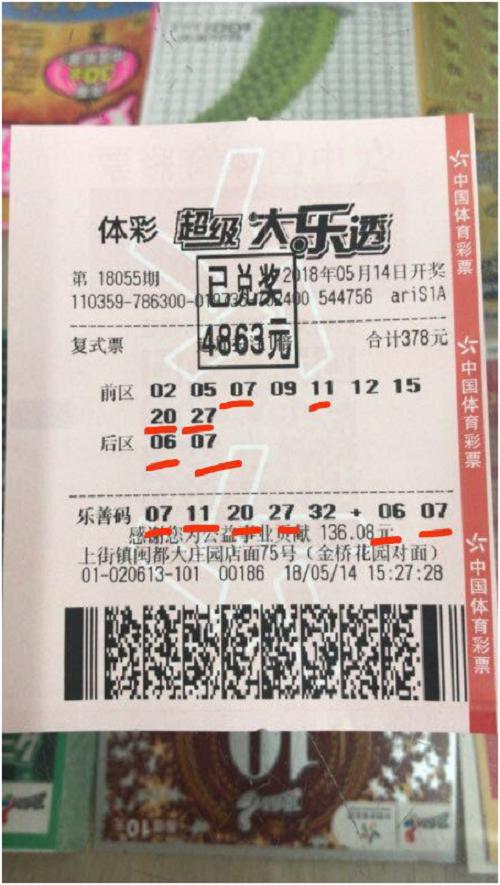 体彩 超级大乐透
已兑奖
4863元
第 18055期 2018年05月14日开奖
110359-786300- 544756 ariS1A
复式票 合计378元
前区 02 05 07 09 11 12 15
20 27
后区 06 07
乐善码 07 11 20 27 32 + 06 07
感谢您为公益事业贡献 136.08元
上街镇闽都大庄园店面75号（金桥花园对面）
01-020613-101 00186 18/05/14 15:27:28
中国体育彩票
中国体育彩票
中国体育彩票
10
10元